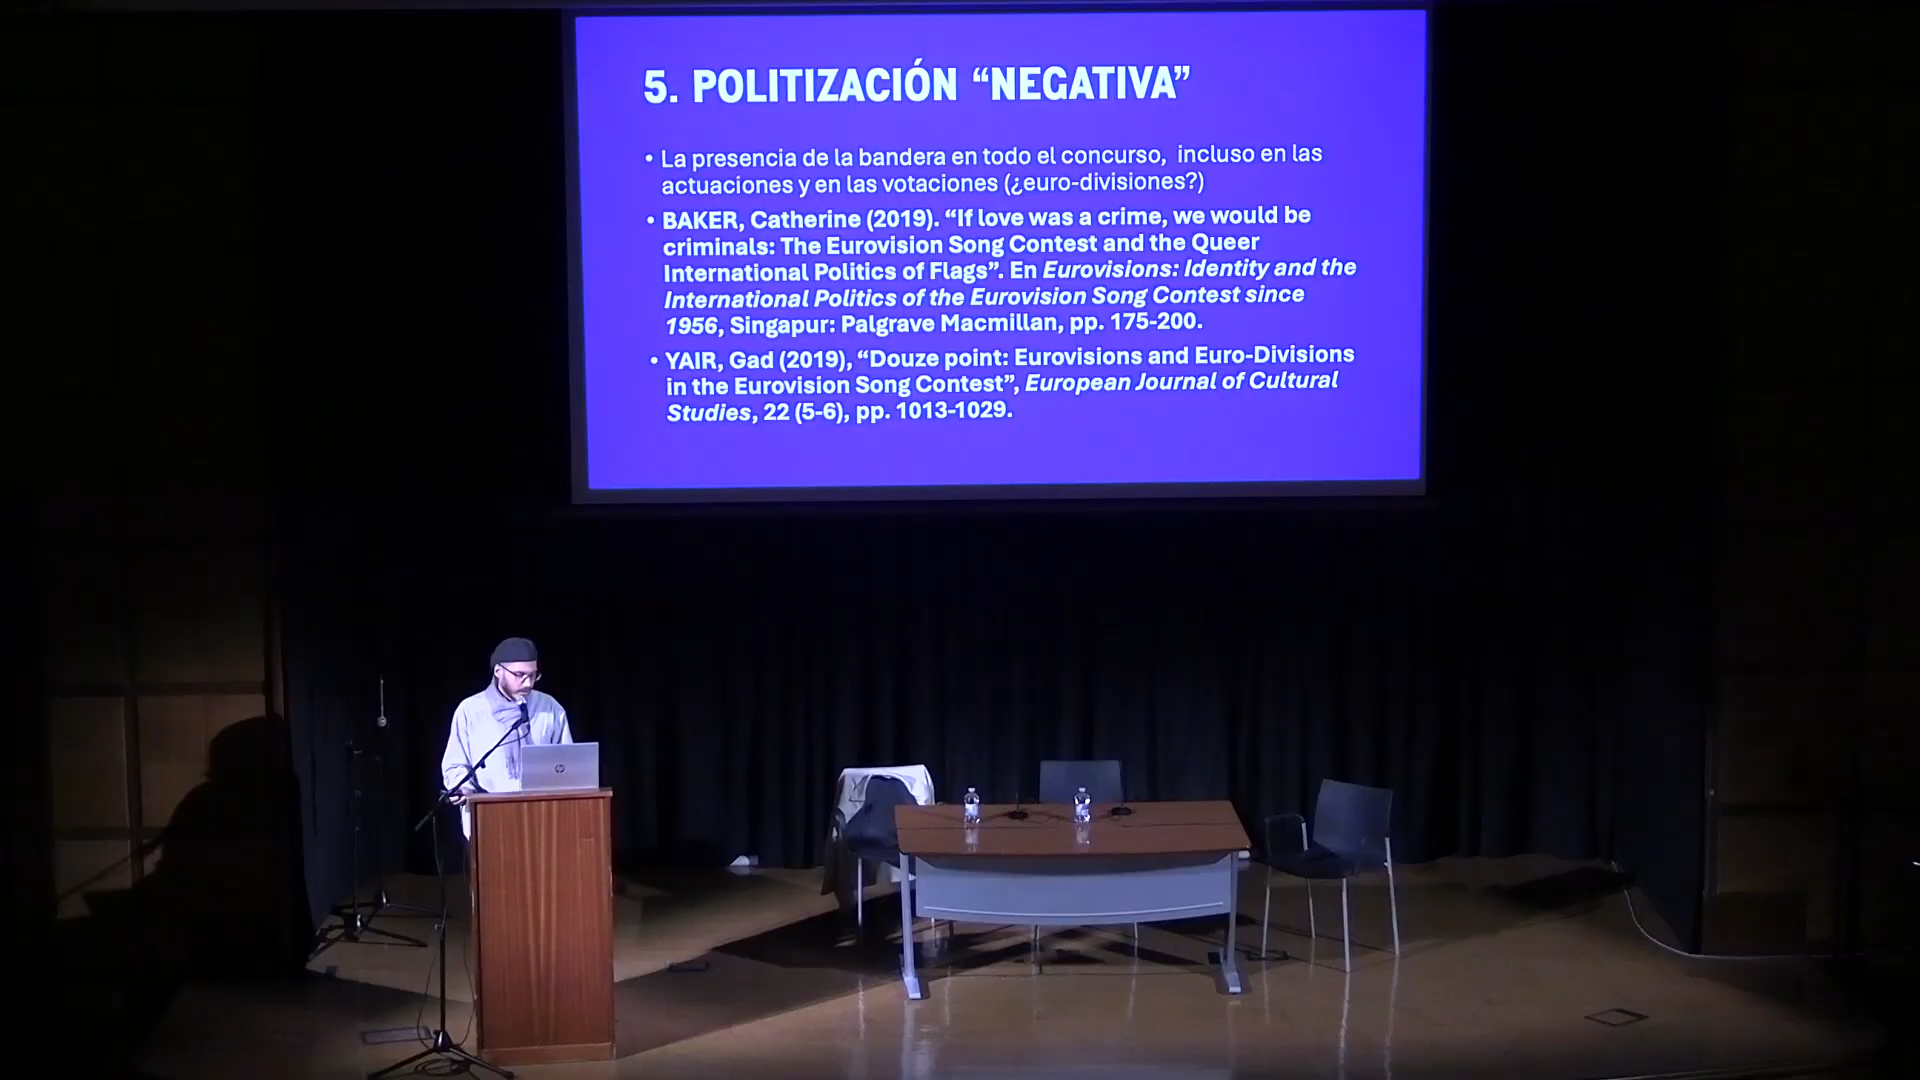 5. POLITIZACIÓN “NEGATIVA”
• La presencia de la bandera en todo el concurso, incluso en las
actuaciones y en las votaciones (¿euro-divisiones?)
• BAKER, Catherine (2019). “If love was a crime, we would be
criminals: The Eurovision Song Contest and the Queer
International Politics of Flags”. En Eurovisions: Identity and the
International Politics of the Eurovision Song Contest since
1956, Singapur: Palgrave Macmillan, pp. 175-200.
• YAIR, Gad (2019), “Douze point: Eurovisions and Euro-Divisions
in the Eurovision Song Contest”, European Journal of Cultural
Studies, 22 (5-6), pp. 1013-1029.
hp